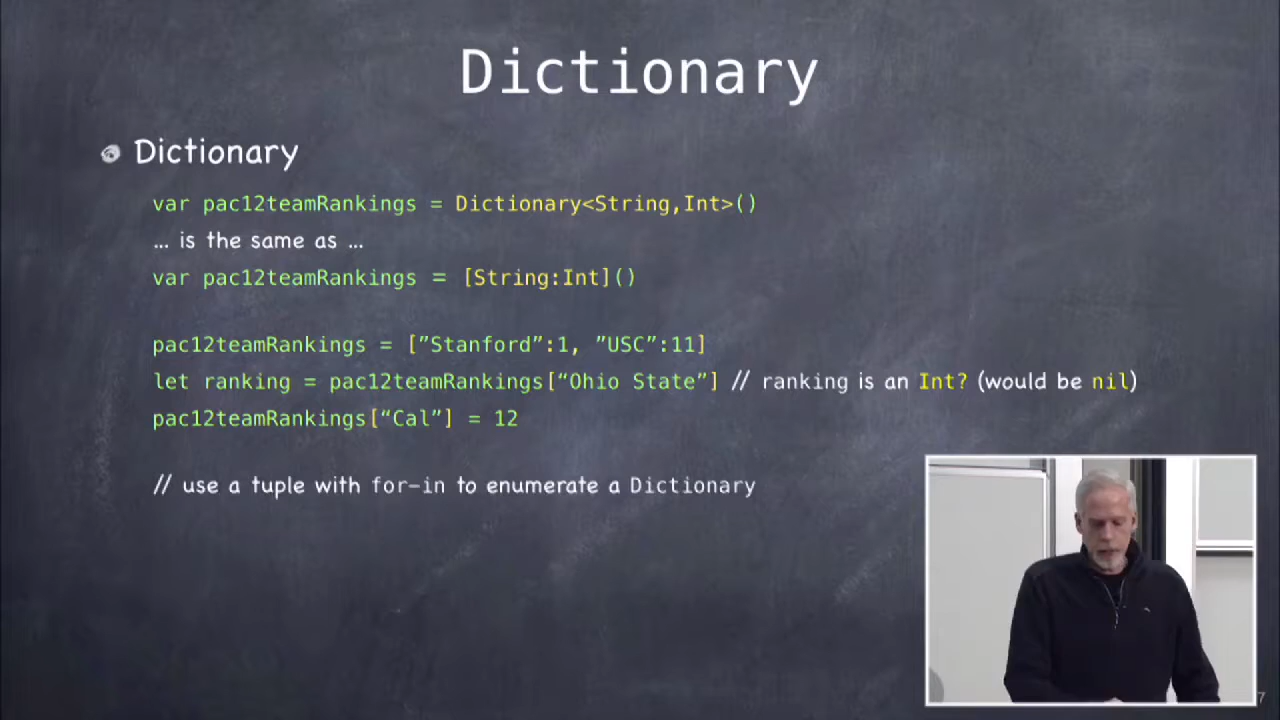 Dictionary
Dictionary
var pac12teamRankings = Dictionary<String,Int>()
... is the same as ...
var pac12teamRankings = [String:Int]()
pac12teamRankings = [”Stanford”:1, ”USC”:11]
let ranking = pac12teamRankings[“Ohio State”] // ranking is an Int? (would be nil)
pac12teamRankings[“Cal”] = 12
// use a tuple with for-in to enumerate a Dictionary
7